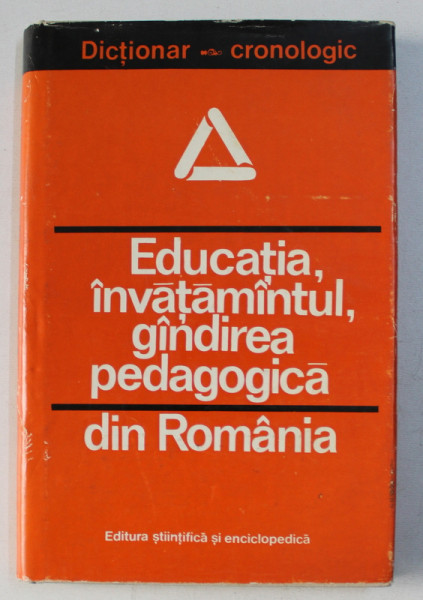 Dicționar cronologic
Educația,
învățămîntul,
gîndirea
pedagogică
din România
Editura științifică și enciclopedică